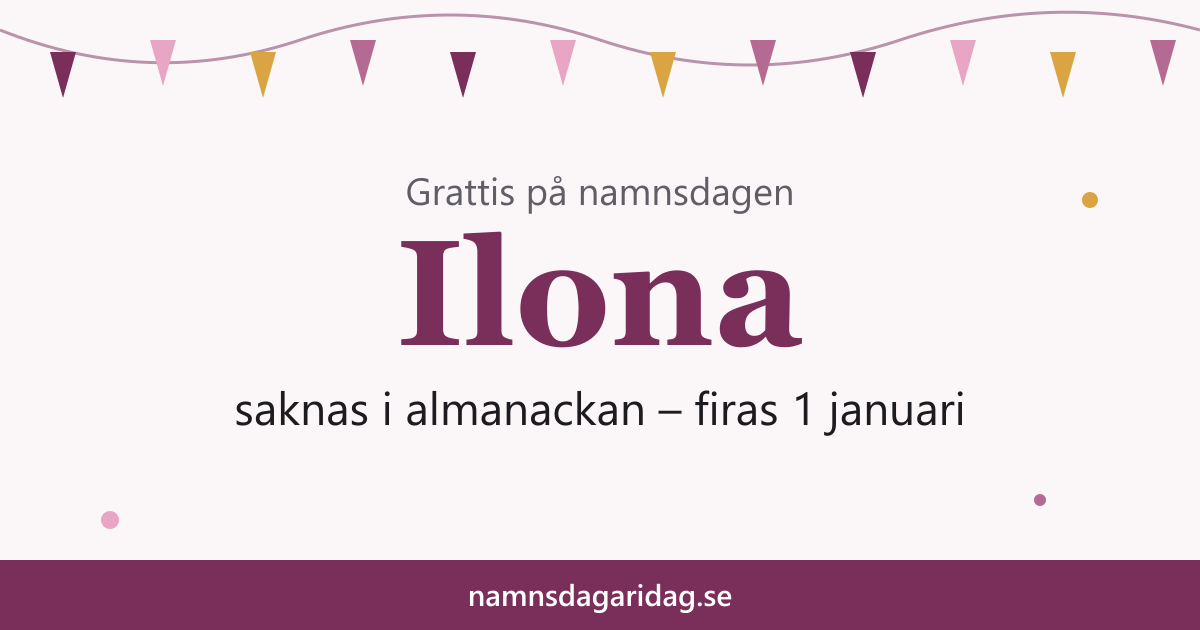 Grattis på namnsdagen
Ilona
saknas i almanackan – firas 1 januari
namnsdagaridag.se